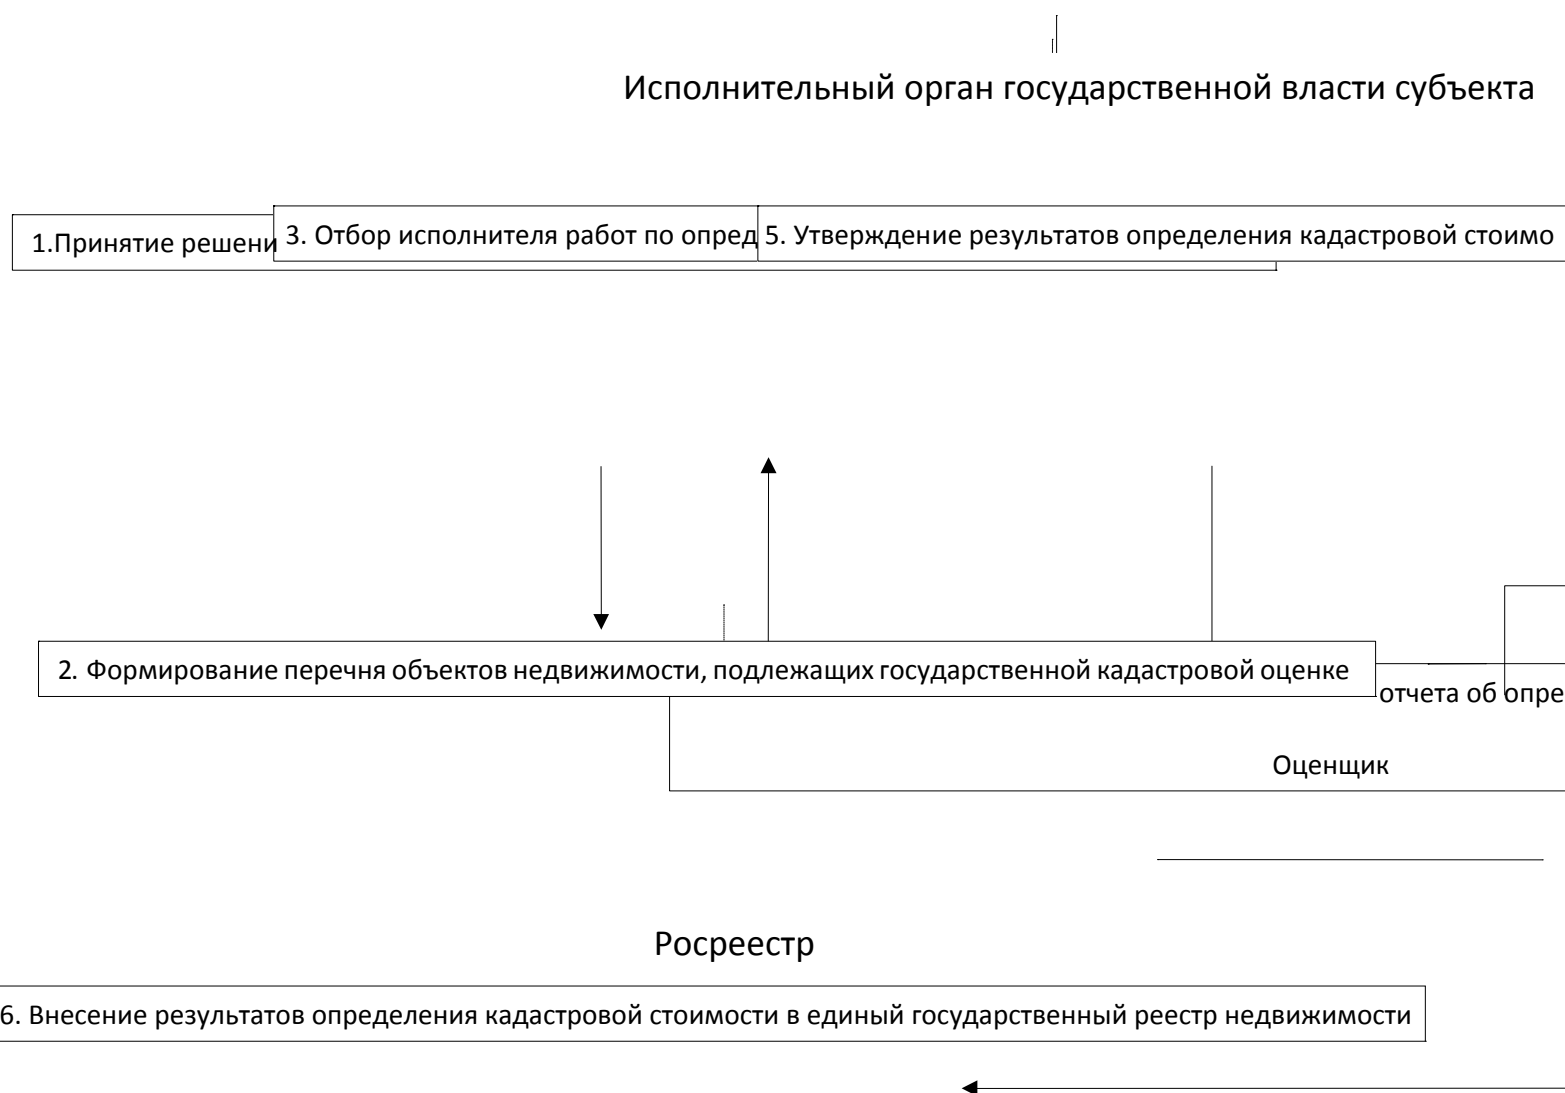 Исполнительный орган государственной власти субъекта
1.Принятие решени
3. Отбор исполнителя работ по опред
5. Утверждение результатов определения кадастровой стоимо
2. Формирование перечня объектов недвижимости, подлежащих государственной кадастровой оценке
отчета об опре
Оценщик
Росреестр
6. Внесение результатов определения кадастровой стоимости в единый государственный реестр недвижимости